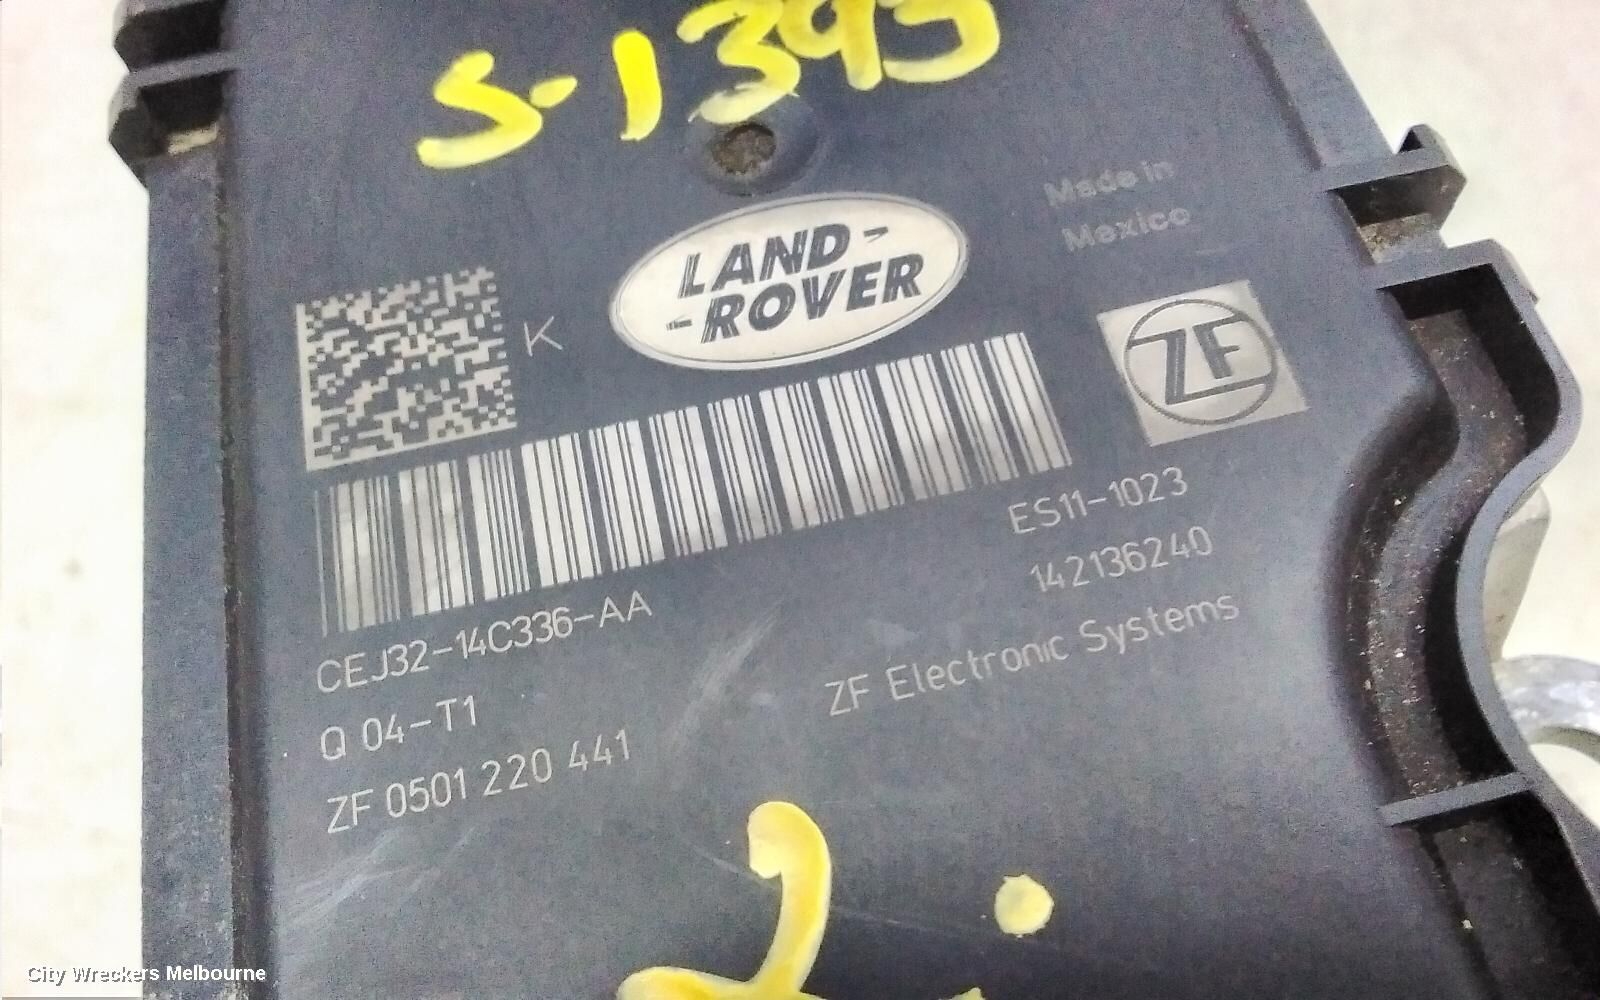 S-1393
Made in
Mexico
LAND-
-ROVER
K
ZF
ES11-1023
142136240
CEJ32-14C336-AA
Q 04-T1
ZF 0501 220 441
ZF Electronic Systems
City Wreckers Melbourne